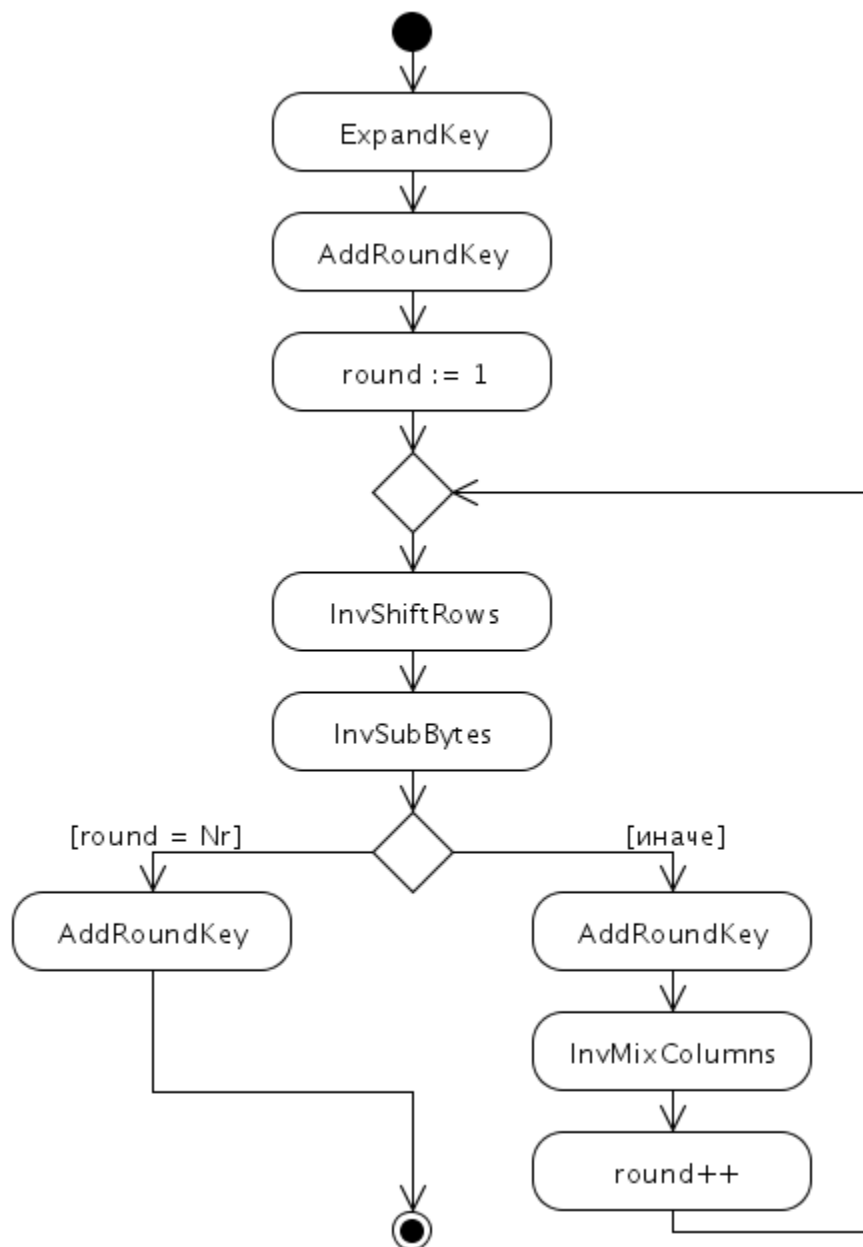 ExpandKey
AddRoundKey
round := 1
InvShiftRows
InvSubBytes
[round = Nr]
[иначе]
AddRoundKey
AddRoundKey
InvMixColumns
round++